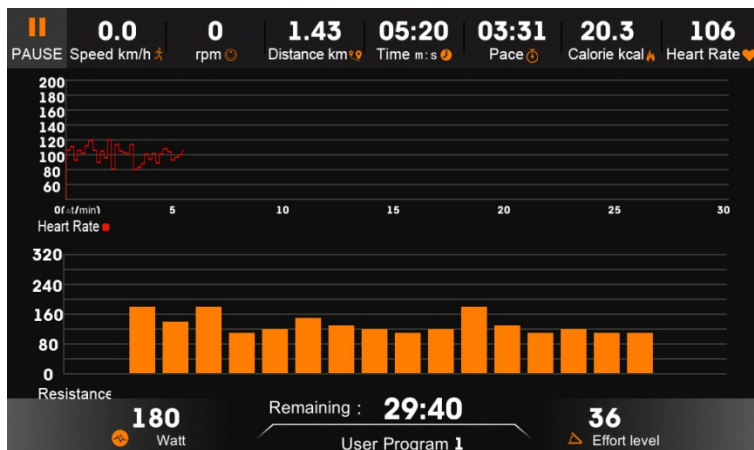 0.0 0 1.43 05:20 03:31 20.3 106
PAUSE Speed km/h rpm Distance km Time m:s Pace Calorie kcal Heart Rate
200
180
160
140
120
100
80
60
0(△t/min) 5 10 15 20 25 30
Heart Rate
320
240
160
80
0
Resistance
180 Remaining : 29:40 36
Watt User Program 1 Effort level